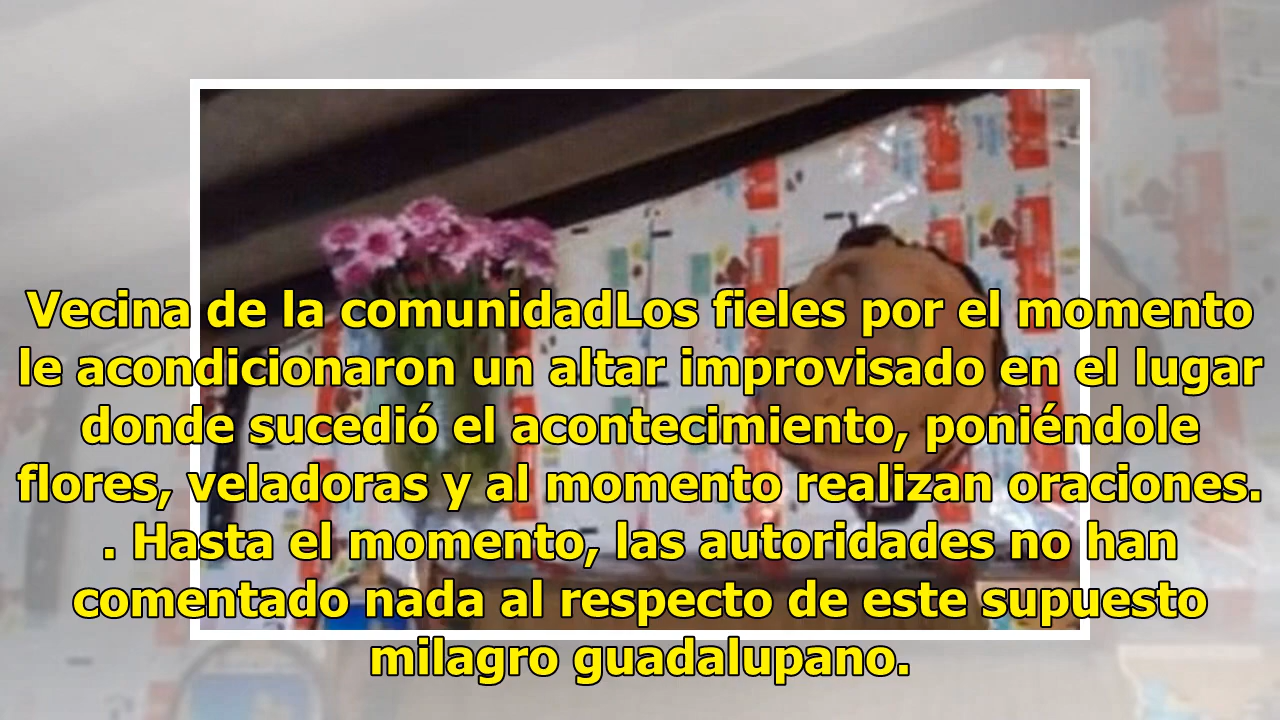 Vecina de la comunidadLos fieles por el momento
le acondicionaron un altar improvisado en el lugar
donde sucedió el acontecimiento, poniéndole
flores, veladoras y al momento realizan oraciones.
. Hasta el momento, las autoridades no han
comentado nada al respecto de este supuesto
milagro guadalupano.